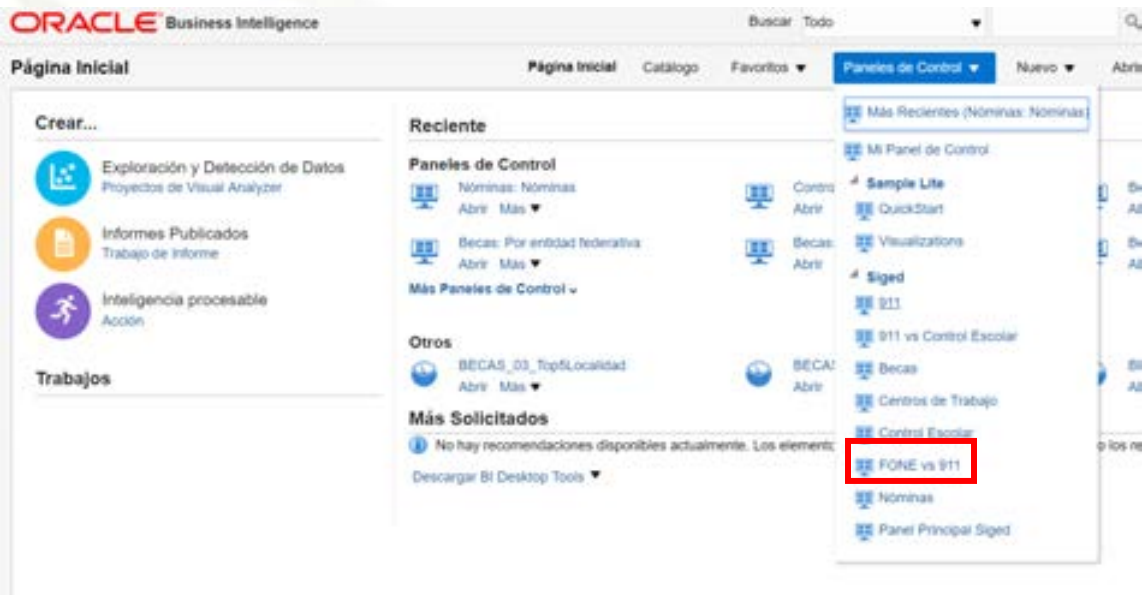 ORACLE Business Intelligence
Buscar Todo
Página Inicial
Página Inicial Catálogo Favoritos Paneles de Control Nuevo
Crear...
Exploración y Detección de Datos
Proyectos de Visual Analyzer
Informes Publicados
Trabajo de Informe
Inteligencia procesable
Acción
Trabajos
Reciente
Paneles de Control
Nóminas: Nóminas
Abrir Más
Abrir
Becas: Por entidad federativa
Becas
Abrir Más
Abrir
Más Paneles de Control
Otros
BECAS_03_Top5Localidad
Abrir Más
Abrir
Más Solicitados
No hay recomendaciones disponibles actualmente. Los
Descargar BI Desktop Tools
Más Recientes (Nóminas: Nóminas)
Mi Panel de Control
Sample Lite
QuickStart
Visualizations
Siged
911
911 vs Control Escolar
Becas
Centros de Trabajo
Control Escolar
FONE vs 911
Nóminas
Panel Principal Siged